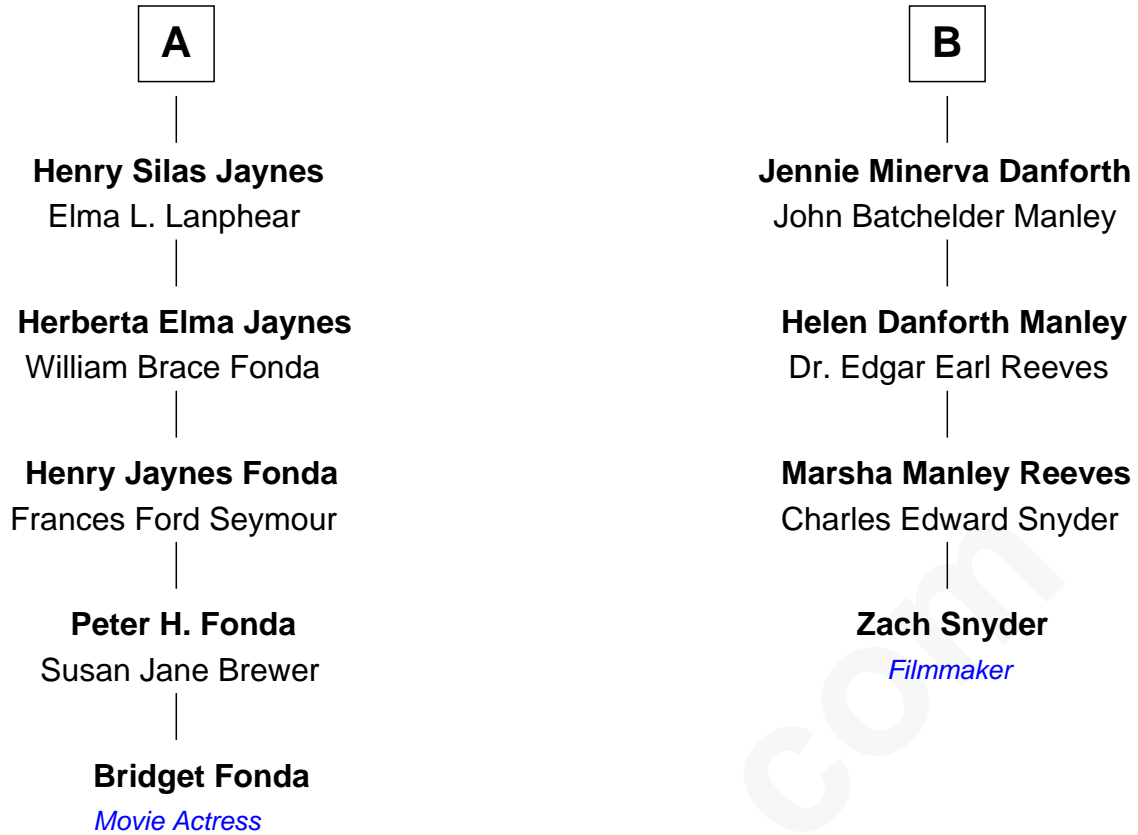 A
Henry Silas Jaynes
Elma L. Lanphear
Herberta Elma Jaynes
William Brace Fonda
Henry Jaynes Fonda
Frances Ford Seymour
Peter H. Fonda
Susan Jane Brewer
Bridget Fonda
Movie Actress
B
Jennie Minerva Danforth
John Batchelder Manley
Helen Danforth Manley
Dr. Edgar Earl Reeves
Marsha Manley Reeves
Charles Edward Snyder
Zach Snyder
Filmmaker
com